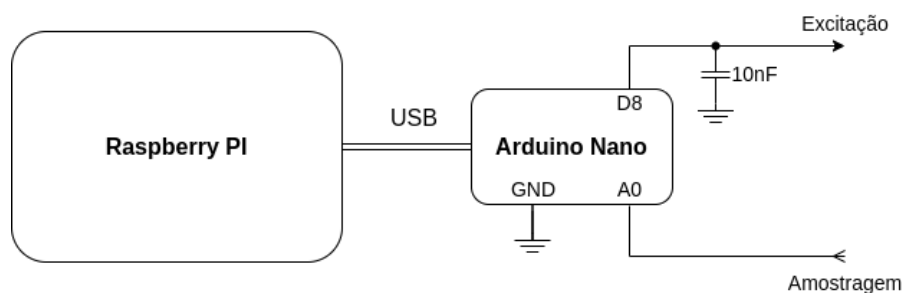 Excitação
10nF
D8
USB
Raspberry PI
Arduino Nano
GND
A0
Amostragem